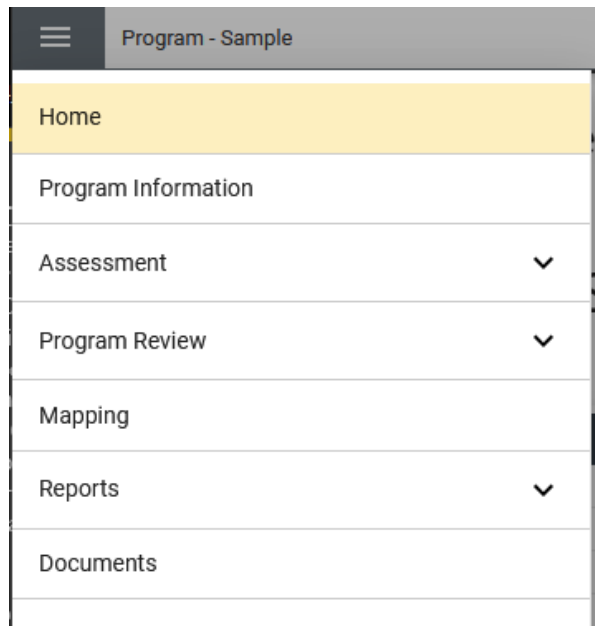 Program - Sample
Home
Program Information
Assessment
Program Review
Mapping
Reports
Documents